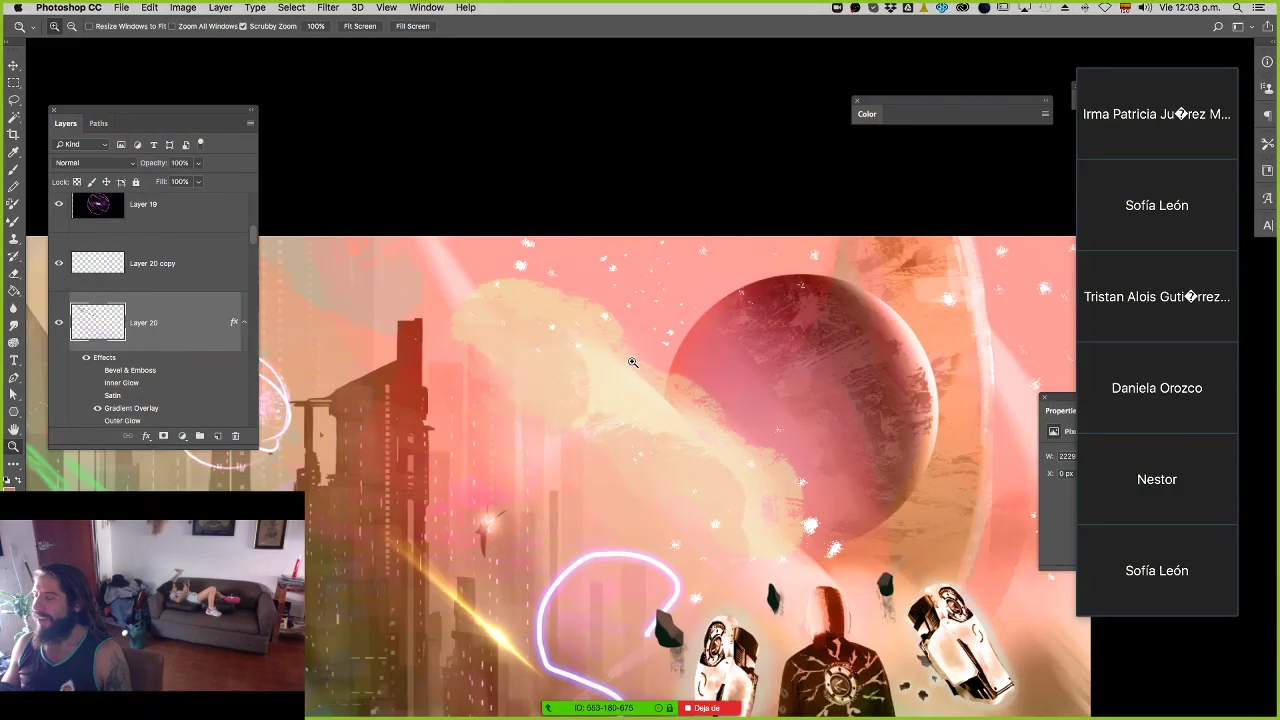 Photoshop CC File Edit Image Layer Type Select Filter 3D View Window Help Vie 12:03 p.m.
Resize Windows to Fit Zoom All Windows Scrubby Zoom 100% Fit Screen Fill Screen
Layers Paths
Kind
Normal Opacity: 100%
Lock: Fill: 100%
Layer 19
Layer 20 copy
Layer 20 fx
Effects
Bevel & Emboss
Inner Glow
Satin
Gradient Overlay
Outer Glow
fx
Color
Irma Patricia Ju�rez M...
Sofía León
Tristan Alois Guti�rrez...
Daniela Orozco
Nestor
Sofía León
Properties
Pix
W: 2229
X: 0 px
ID: 553-180-675 Deja de